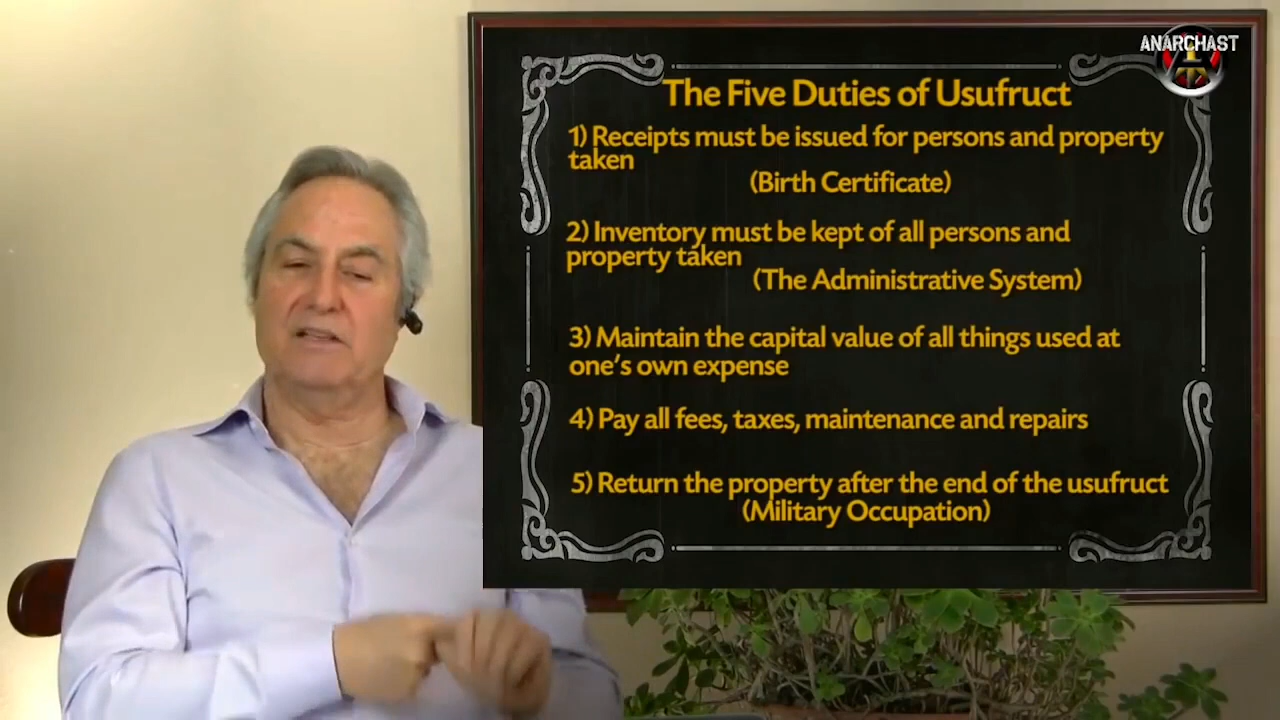 ANARCHAST
The Five Duties of Usufruct
1) Receipts must be issued for persons and property
taken
(Birth Certificate)
2) Inventory must be kept of all persons and
property taken
(The Administrative System)
3) Maintain the capital value of all things used at
one's own expense
4) Pay all fees, taxes, maintenance and repairs
5) Return the property after the end of the usufruct
(Military Occupation)